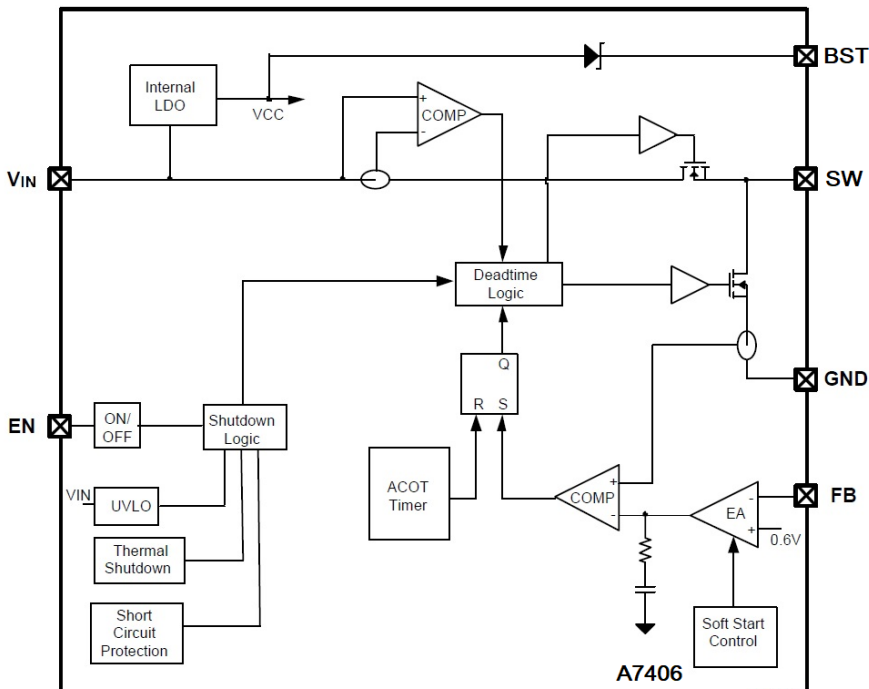 BST
Internal
LDO
VCC
+
COMP
-
VIN
SW
Deadtime
Logic
Q
R S
GND
EN
ON/
OFF
Shutdown
Logic
ACOT
Timer
+
COMP
-
-
EA
+
FB
0.6V
VIN
UVLO
Thermal
Shutdown
Short
Circuit
Protection
Soft Start
Control
A7406